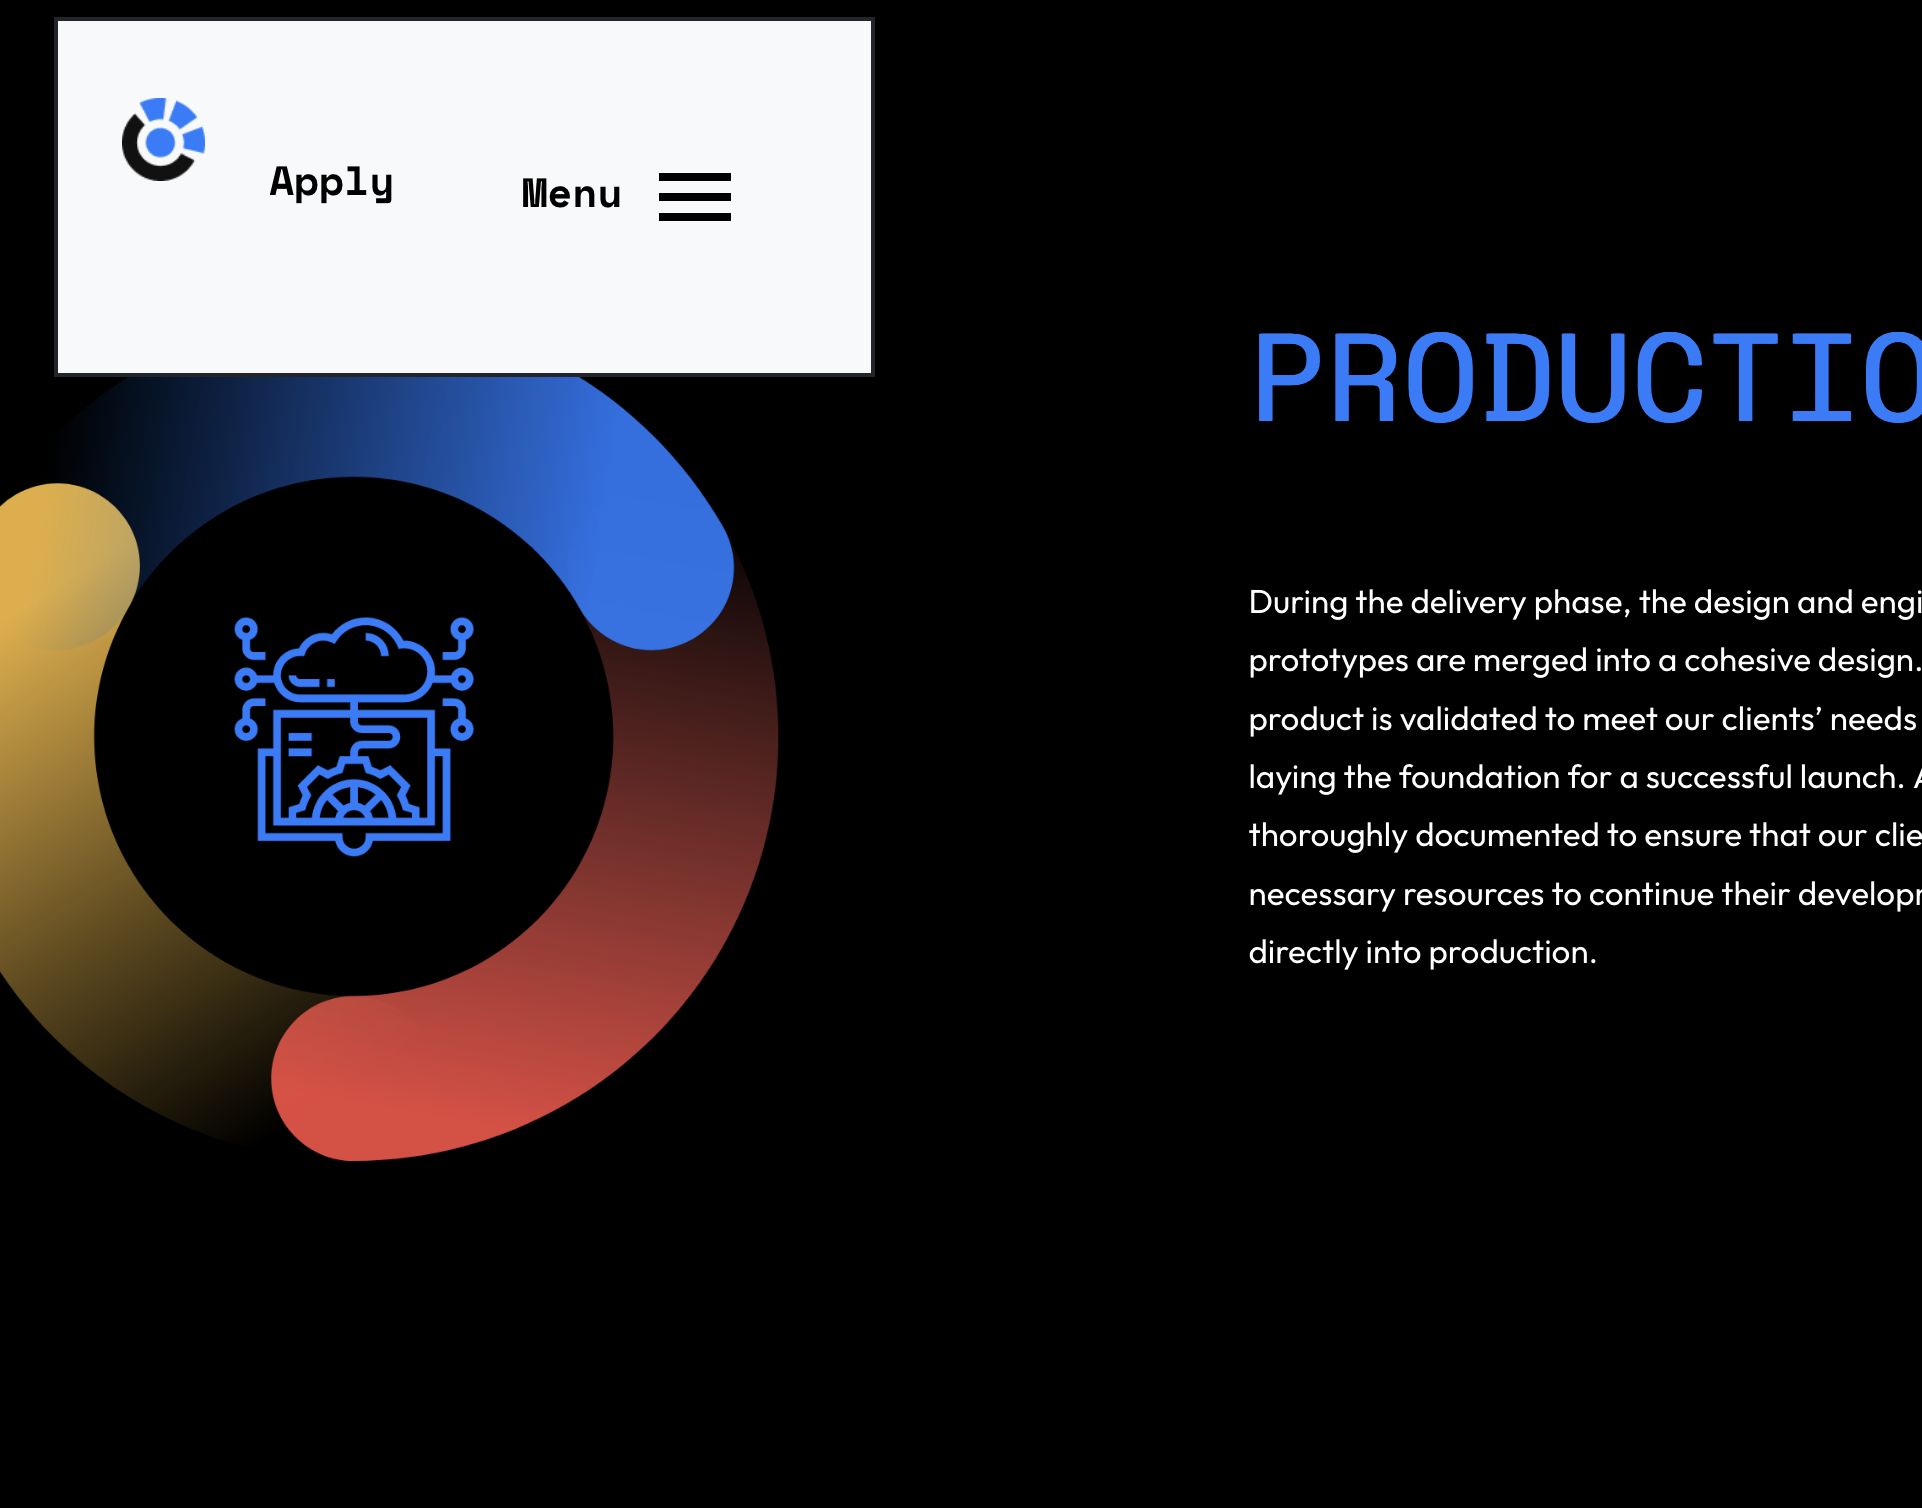 Apply
Menu
PRODUCTIO
During the delivery phase, the design and engi
prototypes are merged into a cohesive design.
product is validated to meet our clients’ needs
laying the foundation for a successful launch. A
thoroughly documented to ensure that our clie
necessary resources to continue their develop
directly into production.